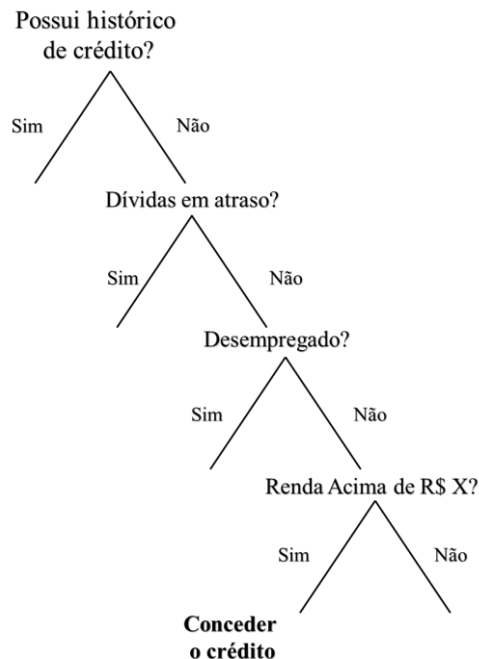 Possui histórico
de crédito?
Sim
Não
Dívidas em atraso?
Sim
Não
Desempregado?
Sim
Não
Renda Acima de R$ X?
Sim
Não
Conceder
o crédito